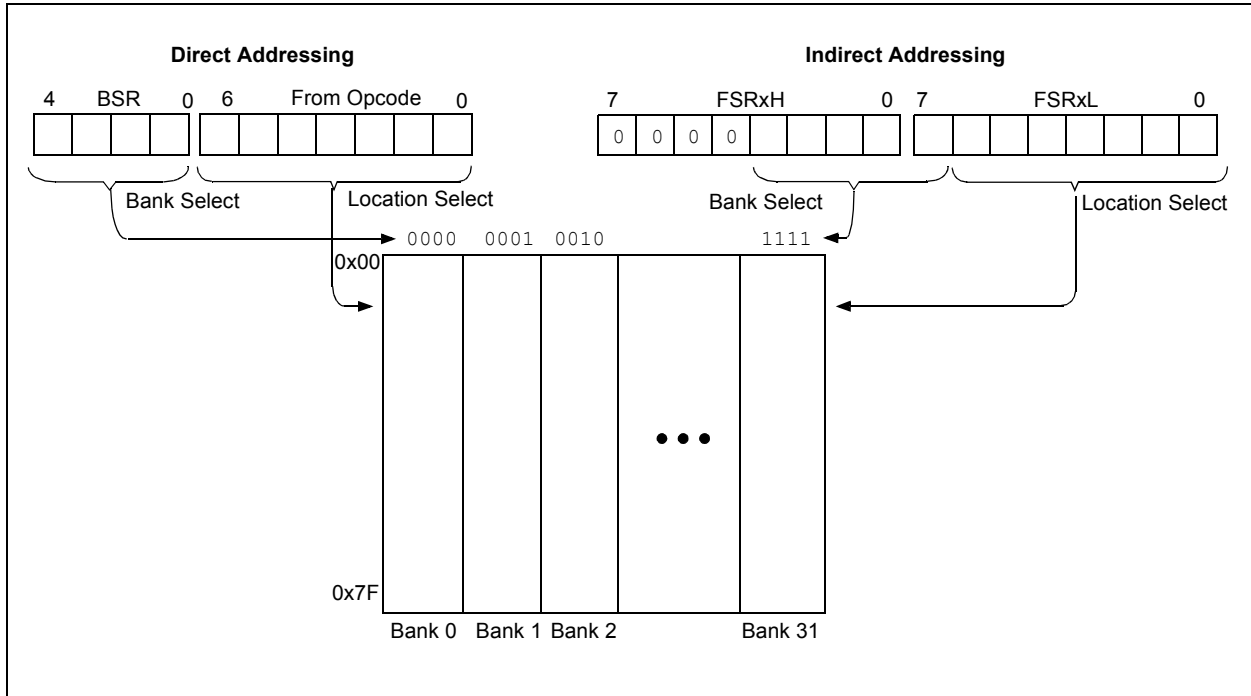 Direct Addressing
Indirect Addressing
4 BSR 0 6 From Opcode 0
7 FSRxH 0 7 FSRxL 0
0 0 0 0
Bank Select
Location Select
Bank Select
Location Select
0000 0001 0010 1111
0x00
0x7F
Bank 0 Bank 1 Bank 2 Bank 31